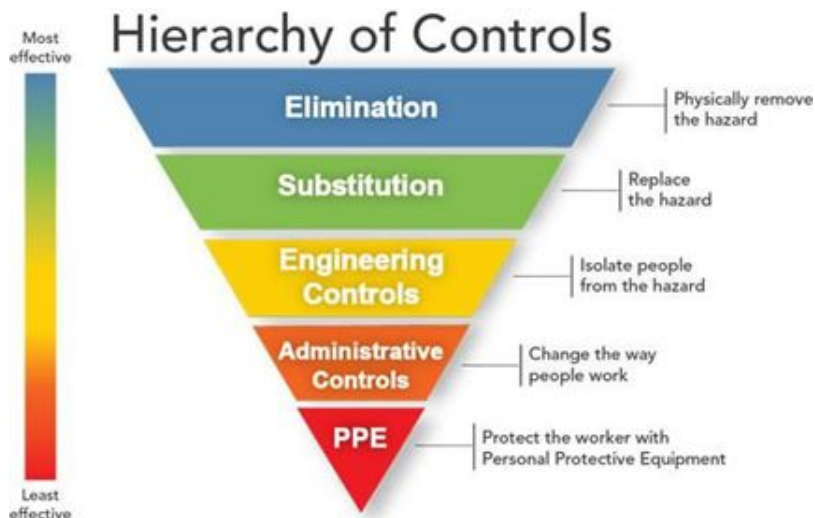 Hierarchy of Controls
Most
effective
Elimination
Physically remove
the hazard
Substitution
Replace
the hazard
Engineering
Controls
Isolate people
from the hazard
Administrative
Controls
Change the way
people work
PPE
Protect the worker with
Personal Protective Equipment
Least
effective